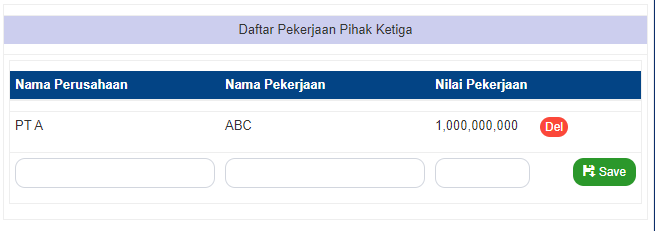 Daftar Pekerjaan Pihak Ketiga
Nama Perusahaan Nama Pekerjaan Nilai Pekerjaan
PT A ABC 1,000,000,000 Del
Save